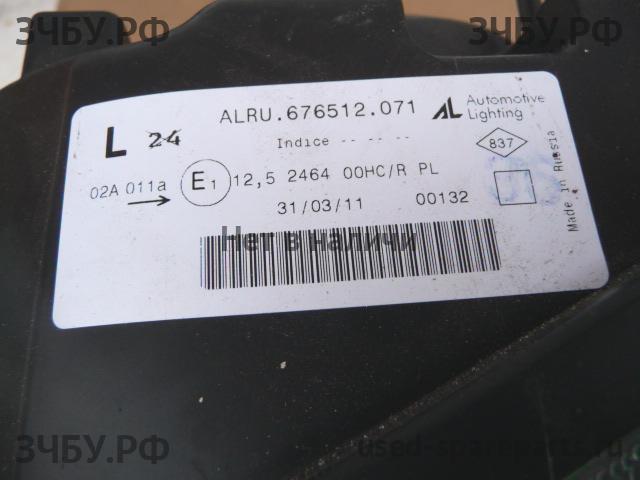 ЗЧБУ.РФ
ЗЧБУ.РФ
L 24
ALRU.676512.071
AL Automotive Lighting
Indice -- -- --
837
02A 011a
E1
12,5 2464 00HC/R PL
31/03/11 00132
Made in Russia
Нет в наличи
ЗЧБУ.РФ
used-spareparts.ru